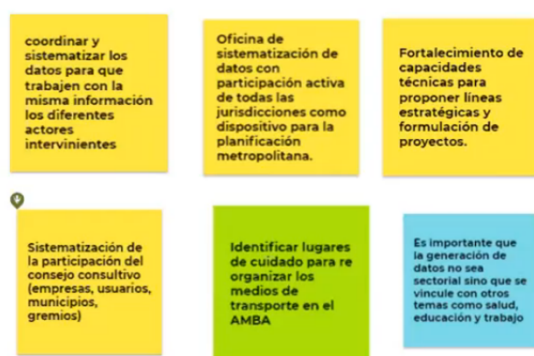 coordinar y
sistematizar los
datos para que
trabajen con la
misma información
los diferentes
actores
intervinientes
Oficina de
sistematización de
datos con
participación activa
de todas las
jurisdicciones como
dispositivo para la
planificación
metropolitana.
Fortalecimiento de
capacidades
técnicas para
proponer líneas
estratégicas y
formulación de
proyectos.
Sistematización de
la participación del
consejo consultivo
(empresas, usuarios,
municipios,
gremios)
Identificar lugares
de cuidado para re
organizar los
medios de
transporte en el
AMBA
Es importante que
la generación de
datos no sea
sectorial sino que se
vincule con otros
temas como salud,
educación y trabajo